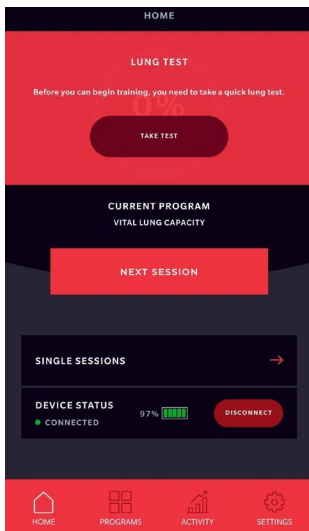 HOME
LUNG TEST
Before you can begin training, you need to take a quick lung test.
0%
TAKE TEST
CURRENT PROGRAM
VITAL LUNG CAPACITY
NEXT SESSION
SINGLE SESSIONS
DEVICE STATUS
CONNECTED
97%
DISCONNECT
HOME PROGRAMS ACTIVITY SETTINGS